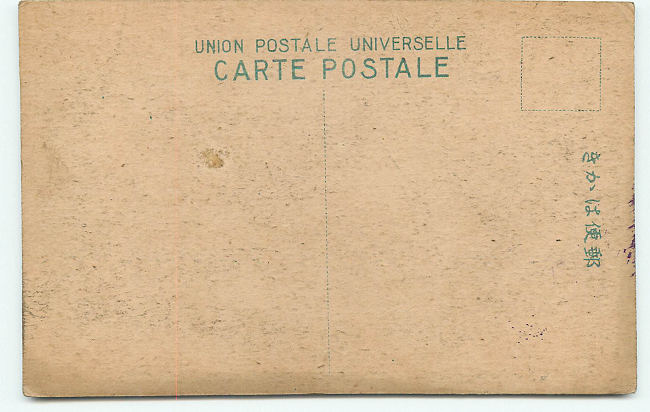 UNION POSTALE UNIVERSELLE
CARTE POSTALE
きかは便郵